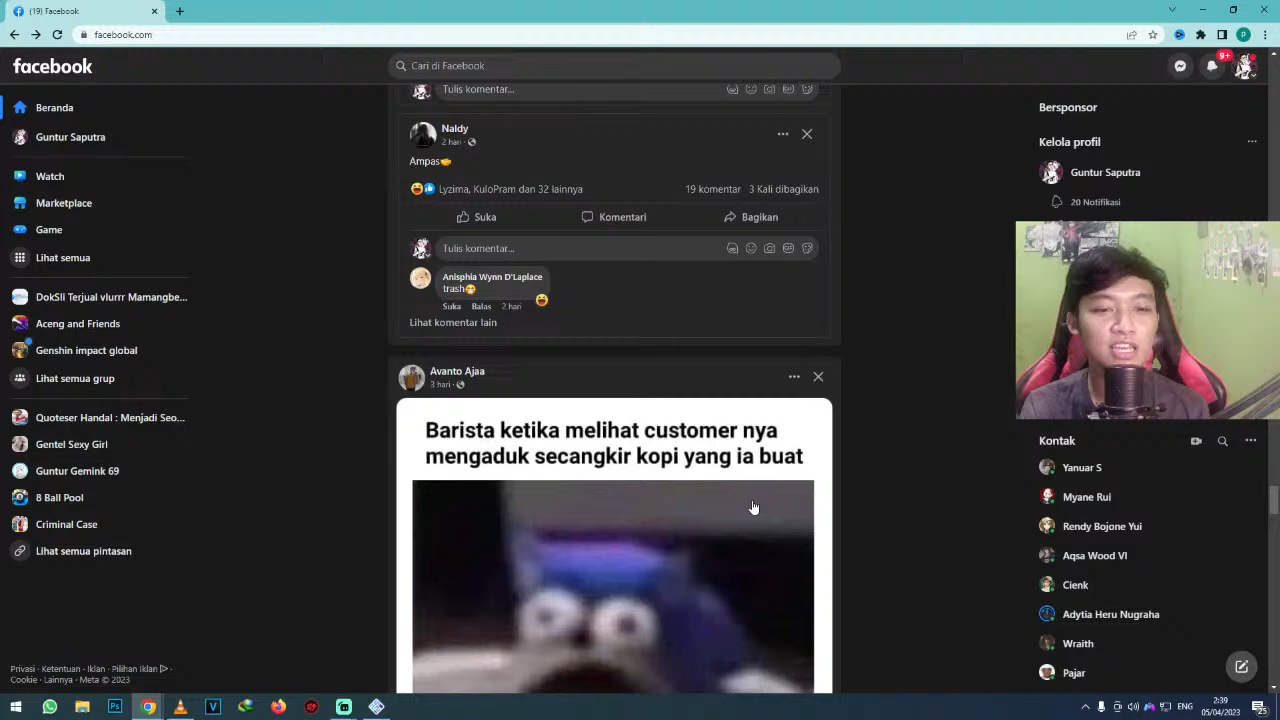 (19) Facebook
facebook.com
facebook
Cari di Facebook
9+
Beranda
Guntur Saputra
Watch
Marketplace
Game
Lihat semua
DokSli Terjual vlurrr Mamangbe...
Aceng and Friends
Genshin impact global
Lihat semua grup
Quoteser Handal : Menjadi Seo...
Gentel Sexy Girl
Guntur Gemink 69
8 Ball Pool
Criminal Case
Lihat semua pintasan
Privasi · Ketentuan · Iklan · Pilihan Iklan ·
Cookie · Lainnya · Meta © 2023
Tulis komentar...
Naldy
2 hari ·
Ampas🤝
Lyzima, KuloPram dan 32 lainnya
19 komentar 3 Kali dibagikan
Suka Komentari Bagikan
Tulis komentar...
Anisphia Wynn D'Laplace
trash😁
Suka Balas 2 hari
Lihat komentar lain
Avanto Ajaa
3 hari ·
Barista ketika melihat customer nya
mengaduk secangkir kopi yang ia buat
Bersponsor
Kelola profil
Guntur Saputra
20 Notifikasi
Kontak
Yanuar S
Myane Rui
Rendy Bojone Yui
Aqsa Wood VI
Cienk
Adytia Heru Nugraha
Wraith
Pajar
ENG
2:39
05/04/2023
25